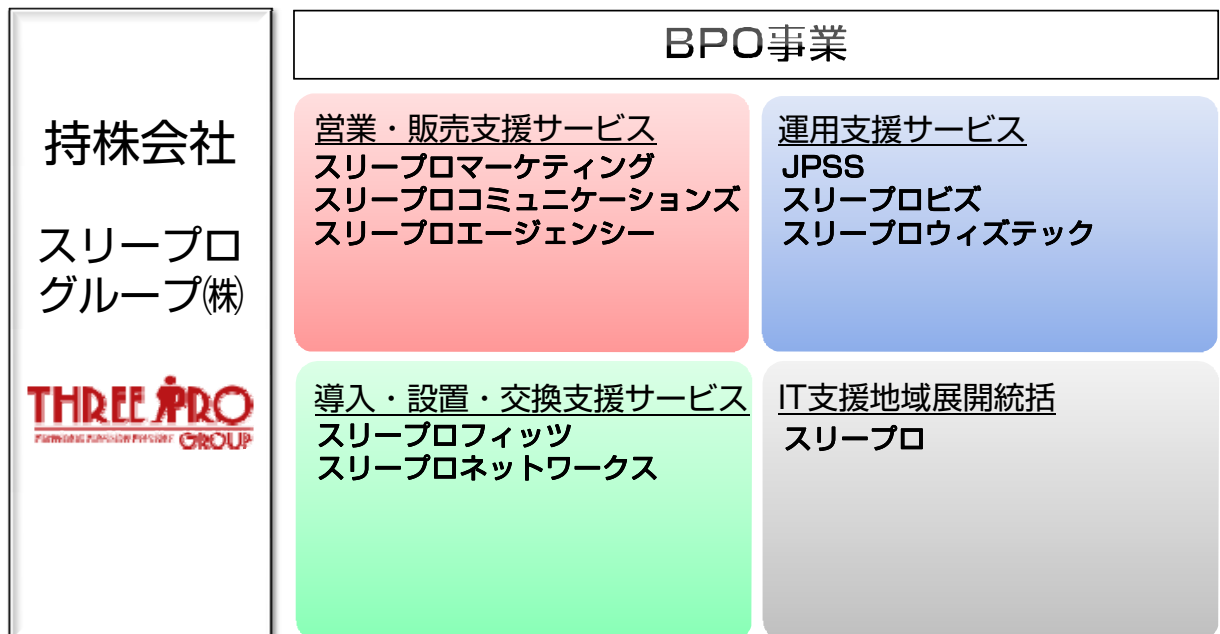 持株会社
スリープロ
グループ㈱
THREE PRO
GROUP
BPO事業
営業・販売支援サービス
スリープロマーケティング
スリープロコミュニケーションズ
スリープロエージェンシー
運用支援サービス
JPSS
スリープロビズ
スリープロウィズテック
導入・設置・交換支援サービス
スリープロフィッツ
スリープロネットワークス
IT支援地域展開統括
スリープロ